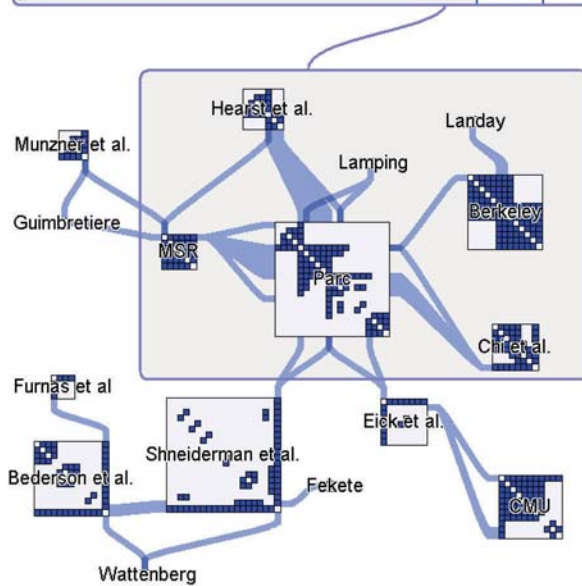 Hearst et al.
Landay
Munzner et al.
Lamping
Guimbretiere
Berkeley
MSR
Parc
Chi et al.
Furnas et al
Eick et al.
Shneiderman et al.
Bederson et al.
Fekete
CMU
Wattenberg